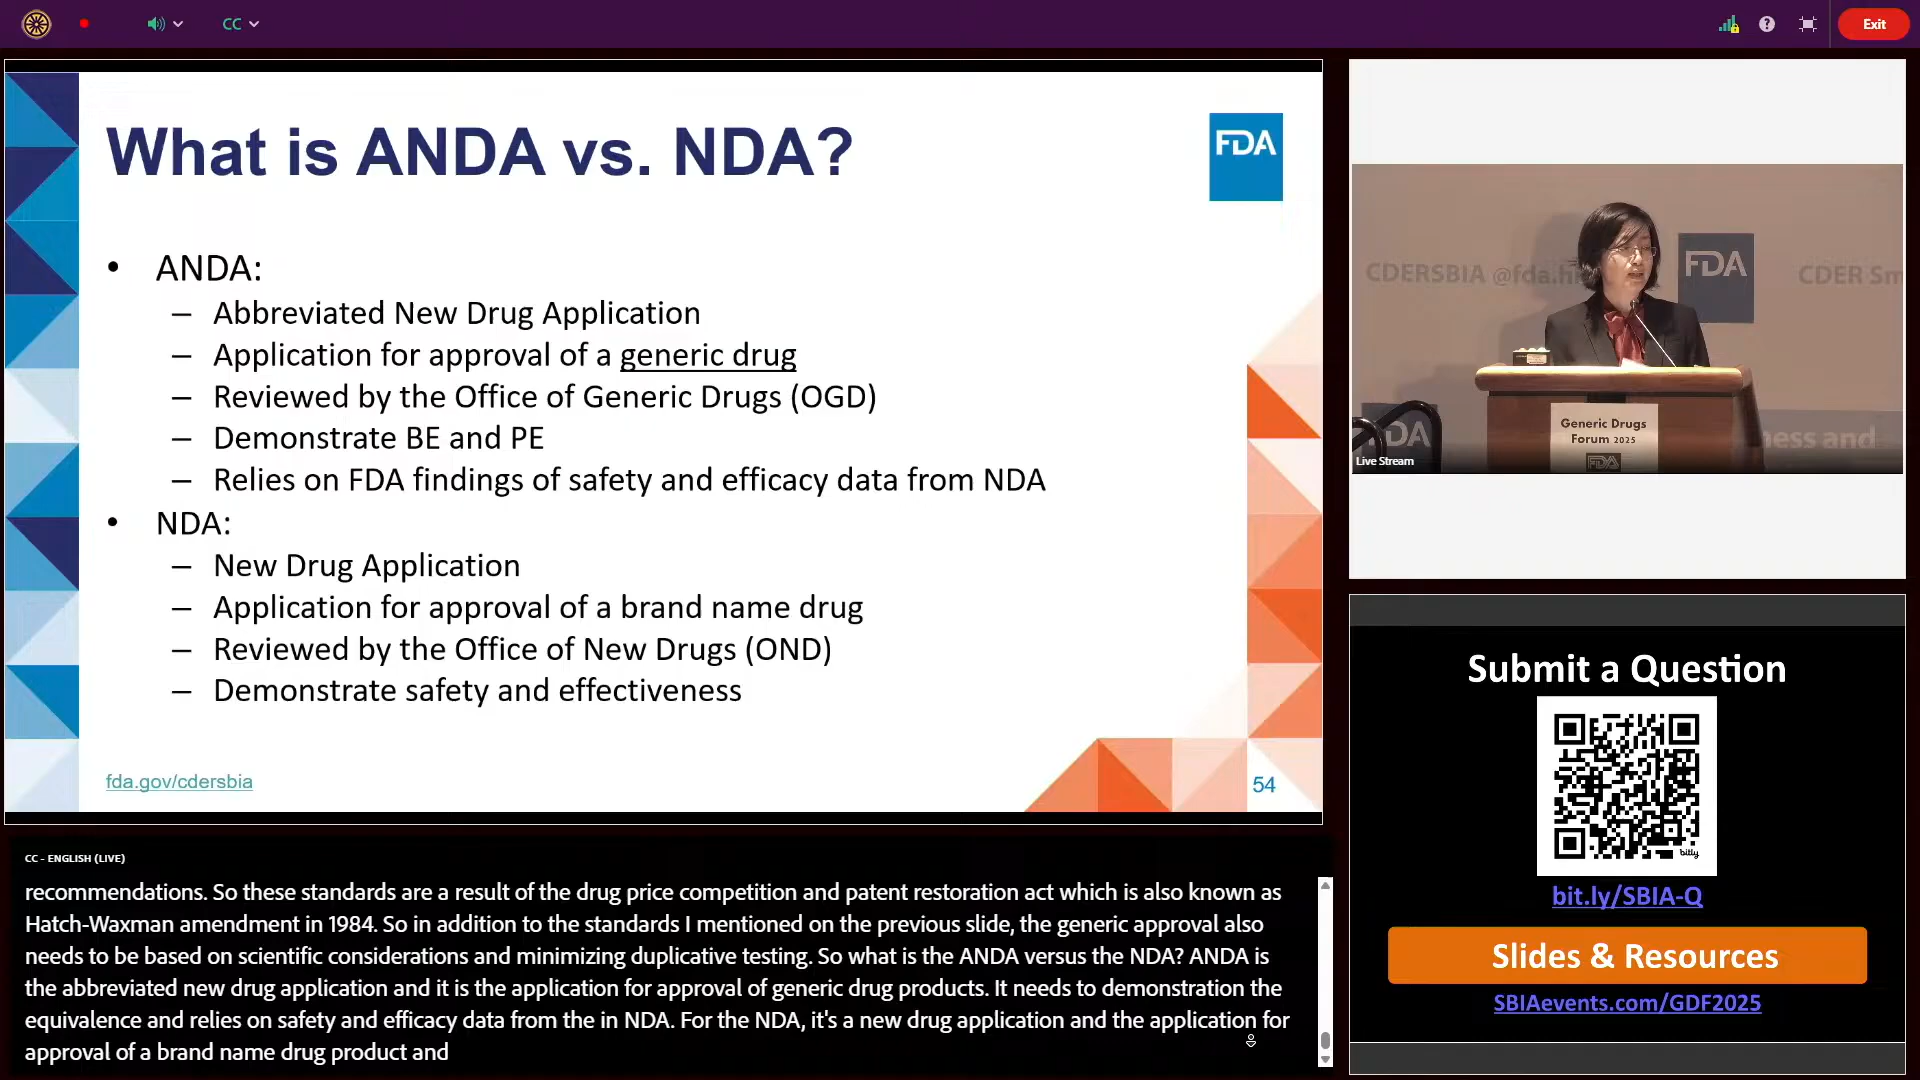 CC
Exit
What is ANDA vs. NDA?
FDA
• ANDA:
– Abbreviated New Drug Application
– Application for approval of a generic drug
– Reviewed by the Office of Generic Drugs (OGD)
– Demonstrate BE and PE
– Relies on FDA findings of safety and efficacy data from NDA
• NDA:
– New Drug Application
– Application for approval of a brand name drug
– Reviewed by the Office of New Drugs (OND)
– Demonstrate safety and effectiveness
fda.gov/cdersbia
54
CDERSBIA @fda.h
FDA
CDER Sm
Generic Drugs
Forum 2025
FDA
DA
ness and
Live Stream
Submit a Question
bitly
bit.ly/SBIA-Q
Slides & Resources
SBIAevents.com/GDF2025
CC - ENGLISH (LIVE)
recommendations. So these standards are a result of the drug price competition and patent restoration act which is also known as
Hatch-Waxman amendment in 1984. So in addition to the standards I mentioned on the previous slide, the generic approval also
needs to be based on scientific considerations and minimizing duplicative testing. So what is the ANDA versus the NDA? ANDA is
the abbreviated new drug application and it is the application for approval of generic drug products. It needs to demonstration the
equivalence and relies on safety and efficacy data from the in NDA. For the NDA, it's a new drug application and the application for
approval of a brand name drug product and